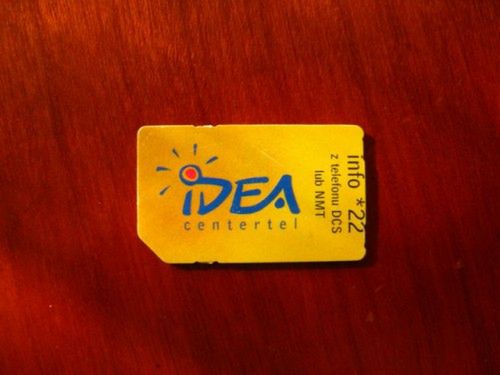 iDEA
centertel
info *22
z telefonu DCS
lub NMT